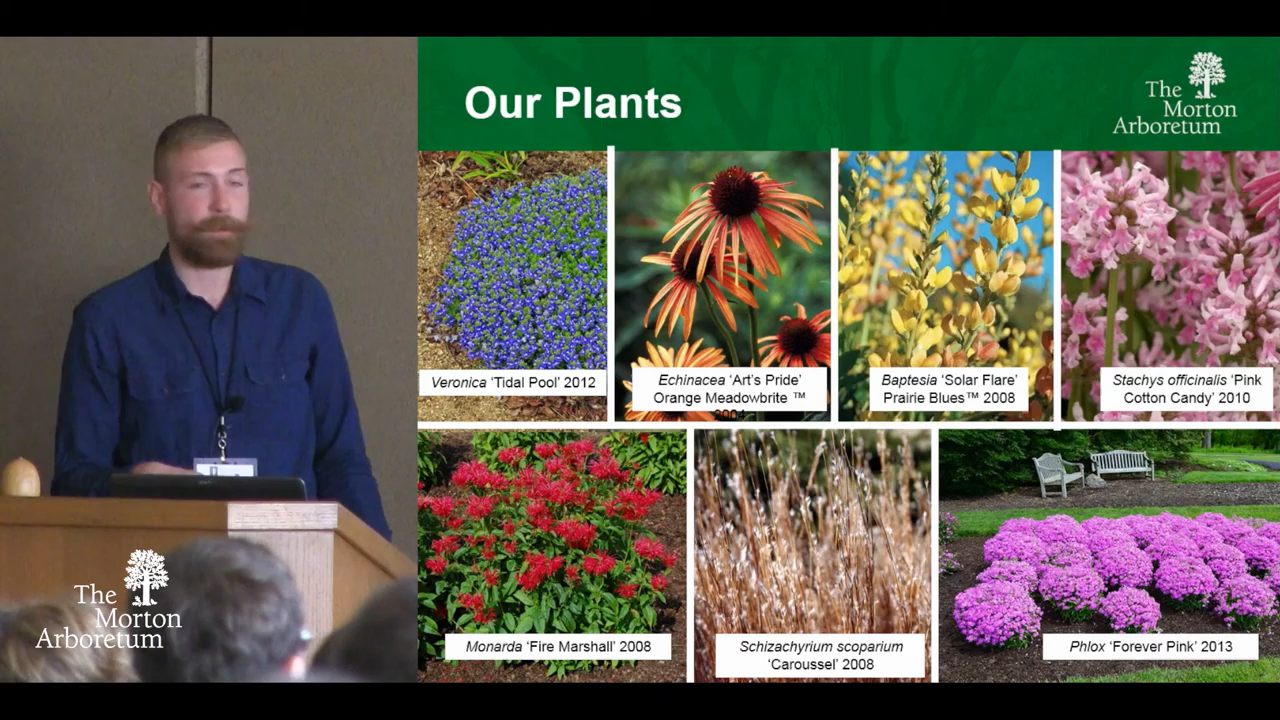 Our Plants
The
Morton
Arboretum
Veronica ‘Tidal Pool’ 2012
Echinacea ‘Art’s Pride’
Orange Meadowbrite ™
2004
Baptesia ‘Solar Flare’
Prairie Blues™ 2008
Stachys officinalis ‘Pink
Cotton Candy’ 2010
Monarda ‘Fire Marshall’ 2008
Schizachyrium scoparium
‘Caroussel’ 2008
Phlox ‘Forever Pink’ 2013
The
Morton
Arboretum